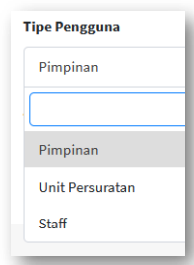 Tipe Pengguna
Pimpinan
Pimpinan
Unit Persuratan
Staff